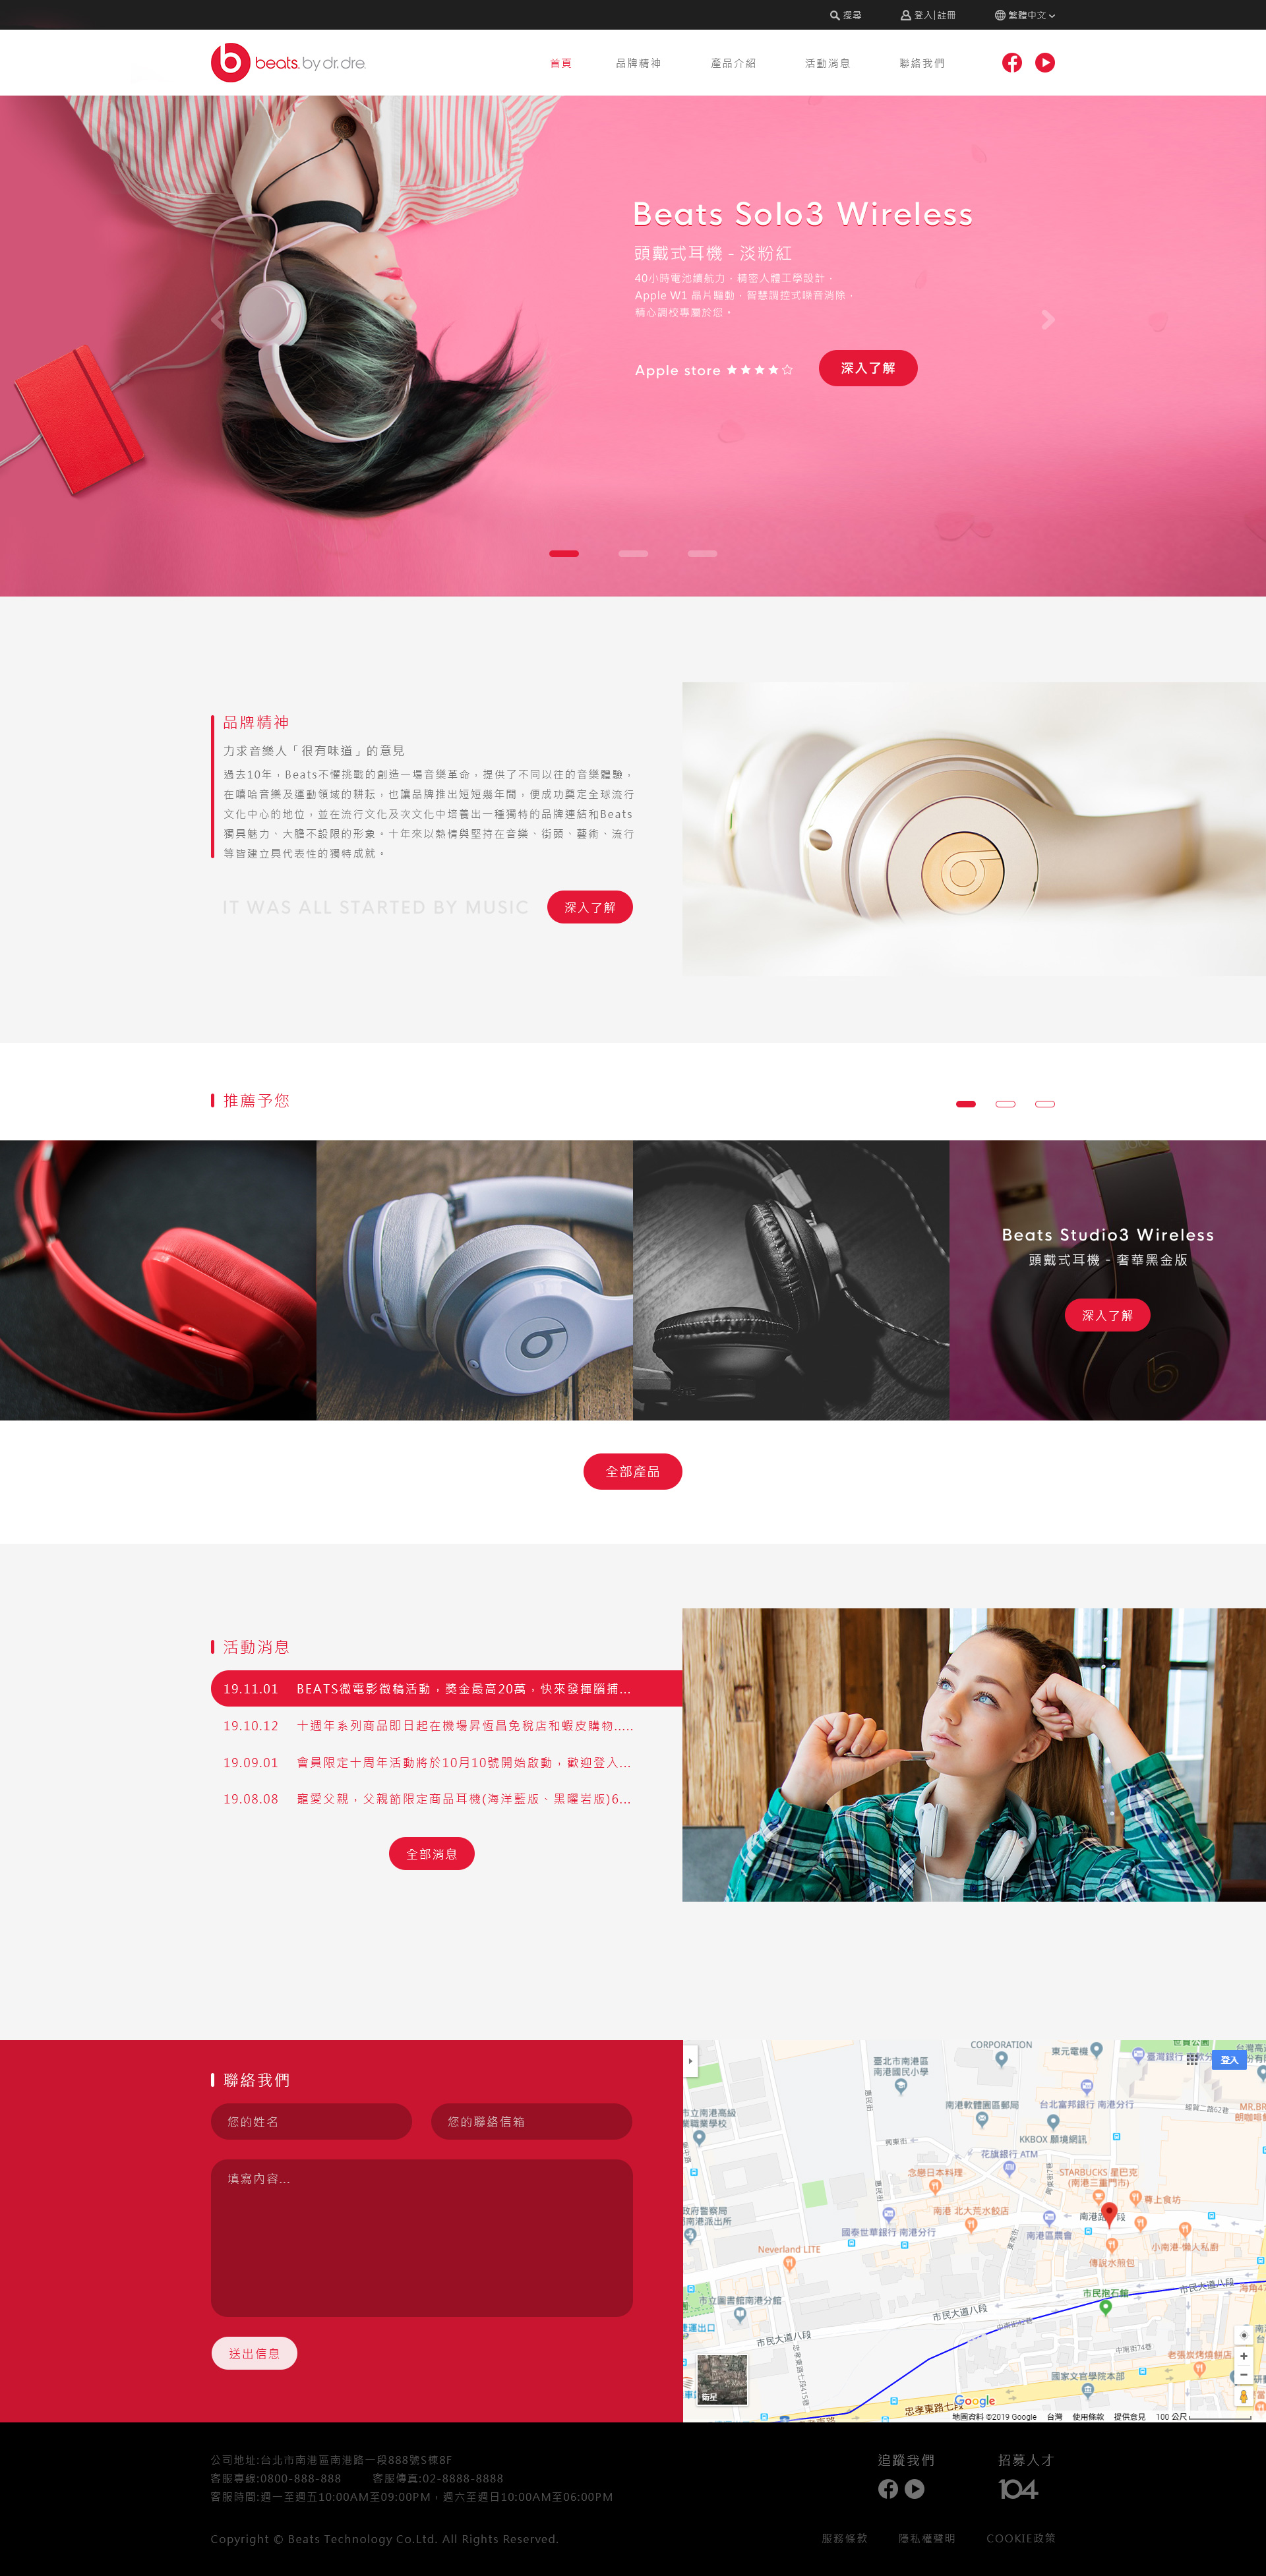 搜尋
登入|註冊
繁體中文
beats. by dr. dre.
首頁
品牌精神
產品介紹
活動消息
聯絡我們
Beats Solo3 Wireless
頭戴式耳機 - 淡粉紅
40小時電池續航力，精密人體工學設計，
Apple W1 晶片驅動，智慧調控式噪音消除，
精心調校專屬於您。
Apple store ★★★★☆
深入了解
品牌精神
力求音樂人「很有味道」的意見
過去10年，Beats不懼挑戰的創造一場音樂革命，提供了不同以往的音樂體驗，
在嘻哈音樂及運動領域的耕耘，也讓品牌推出短短幾年間，便成功奠定全球流行
文化中心的地位，並在流行文化及次文化中培養出一種獨特的品牌連結和Beats
獨具魅力、大膽不設限的形象。十年來以熱情與堅持在音樂、街頭、藝術、流行
等皆建立具代表性的獨特成就。
IT WAS ALL STARTED BY MUSIC
深入了解
推薦予您
Beats Studio3 Wireless
頭戴式耳機 - 奢華黑金版
深入了解
全部產品
活動消息
19.11.01 BEATS微電影徵稿活動，獎金最高20萬，快來發揮腦捕...
19.10.12 十週年系列商品即日起在機場昇恆昌免稅店和蝦皮購物.....
19.09.01 會員限定十周年活動將於10月10號開始啟動，歡迎登入...
19.08.08 寵愛父親，父親節限定商品耳機(海洋藍版、黑曜岩版)6...
全部消息
聯絡我們
您的姓名
您的聯絡信箱
填寫內容...
送出信息
CORPORATION
東元電機
登入
臺北市南港區
南港國民小學
南港軟體園區郵局
台北富邦銀行 南港分行
經貿二路62巷
KKBOX 願境網訊
興東街
花旗銀行 ATM
念戀日本料理
STARBUCKS 星巴克
(南港三重門市)
尊上食坊
南港 北大荒水餃店
國泰世華銀行 南港分行
南港區農會
小南港-懶人私廚
傳說水煎包
Neverland LITE
市立圖書館南港分館
市民抱石館
市民大道八段
市民大道八段
市民大道八段
中南街74巷
老張炭烤燒餅店
國家文官學院本部
忠孝東路七段415巷
忠孝東路七段
衛星
Google
地圖資料 ©2019 Google 台灣 使用條款 提供意見 100 公尺
公司地址:台北市南港區南港路一段888號S棟8F
客服專線:0800-888-888 客服傳真:02-8888-8888
客服時間:週一至週五10:00AM至09:00PM，週六至週日10:00AM至06:00PM
追蹤我們
招募人才
104
Copyright © Beats Technology Co.Ltd. All Rights Reserved.
服務條款
隱私權聲明
COOKIE政策